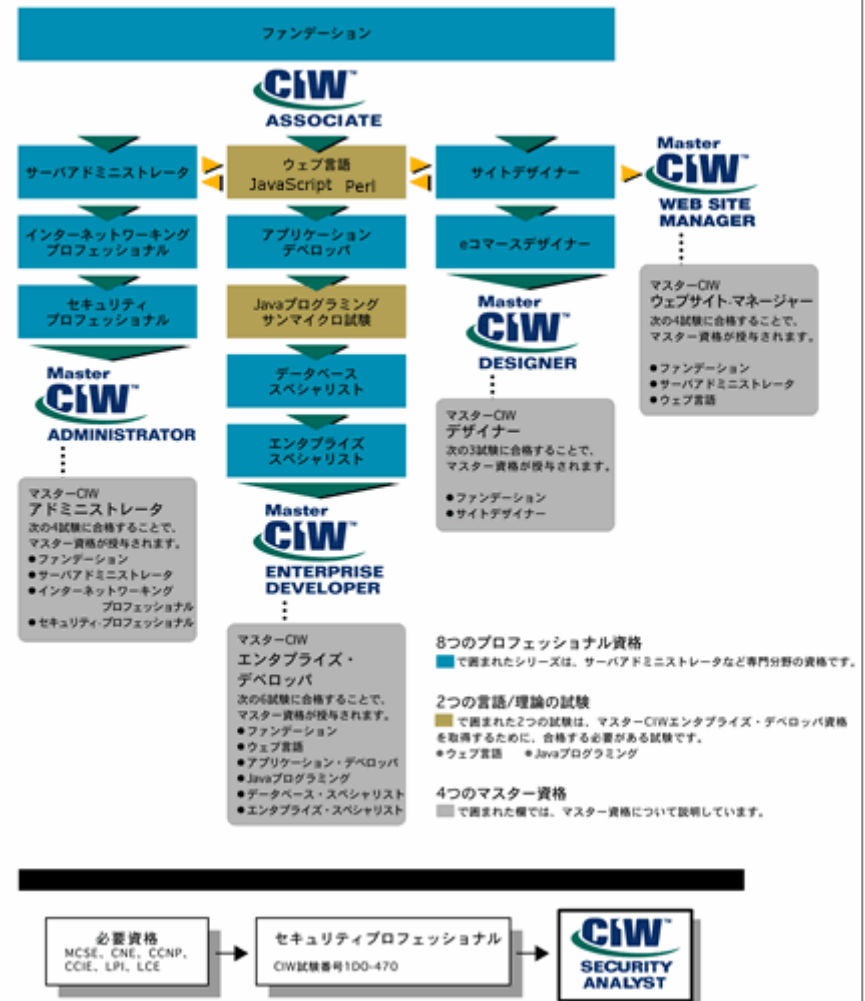 ファンデーション
CIW™
ASSOCIATE
サーバアドミニストレータ
ウェブ言語
JavaScript Perl
サイトデザイナー
Master
CIW™
WEB SITE
MANAGER
インターネットワーキング
プロフェッショナル
アプリケーション
デベロッパ
eコマースデザイナー
セキュリティ
プロフェッショナル
Javaプログラミング
サンマイクロ試験
Master
CIW™
DESIGNER
マスターCIW
ウェブサイト·マネージャー
次の4試験に合格することで、
マスター資格が授与されます。
●ファンデーション
●サーバアドミニストレータ
●ウェブ言語
Master
CIW™
ADMINISTRATOR
データベース
スペシャリスト
エンタプライズ
スペシャリスト
マスターCIW
デザイナー
次の3試験に合格することで、
マスター資格が授与されます。
●ファンデーション
●サイトデザイナー
マスターCIW
アドミニストレータ
次の4試験に合格することで、
マスター資格が授与されます。
●ファンデーション
●サーバアドミニストレータ
●インターネットワーキング
プロフェッショナル
●セキュリティ·プロフェッショナル
Master
CIW™
ENTERPRISE
DEVELOPER
マスターCIW
エンタプライズ・
デベロッパ
次の6試験に合格することで、
マスター資格が授与されます。
●ファンデーション
●ウェブ言語
●アプリケーション・デベロッパ
●Javaプログラミング
●データベース・スペシャリスト
●エンタプライズ・スペシャリスト
8つのプロフェッショナル資格
で囲まれたシリーズは、サーバアドミニストレータなど専門分野の資格です。
2つの言語/理論の試験
で囲まれた2つの試験は、マスターCIWエンタプライズ・デベロッパ資格
を取得するために、合格する必要がある試験です。
●ウェブ言語 ●Javaプログラミング
4つのマスター資格
で囲まれた欄では、マスター資格について説明しています。
必要資格
MCSE、CNE、CCNP、
CCIE、LPI、LCE
セキュリティプロフェッショナル
CIW試験番号1D0-470
CIW™
SECURITY
ANALYST